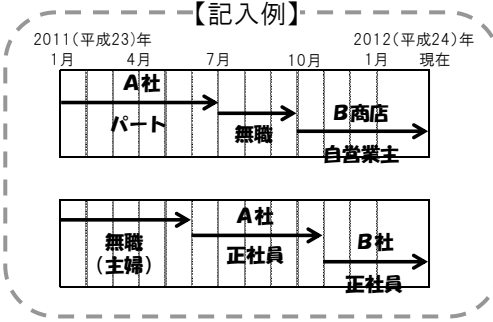 【記入例】
2011(平成23)年 2012(平成24)年
1月 4月 7月 10月 1月 現在
A社
パート
無職
B商店
自営業主
無職
(主婦)
A社
正社員
B社
正社員